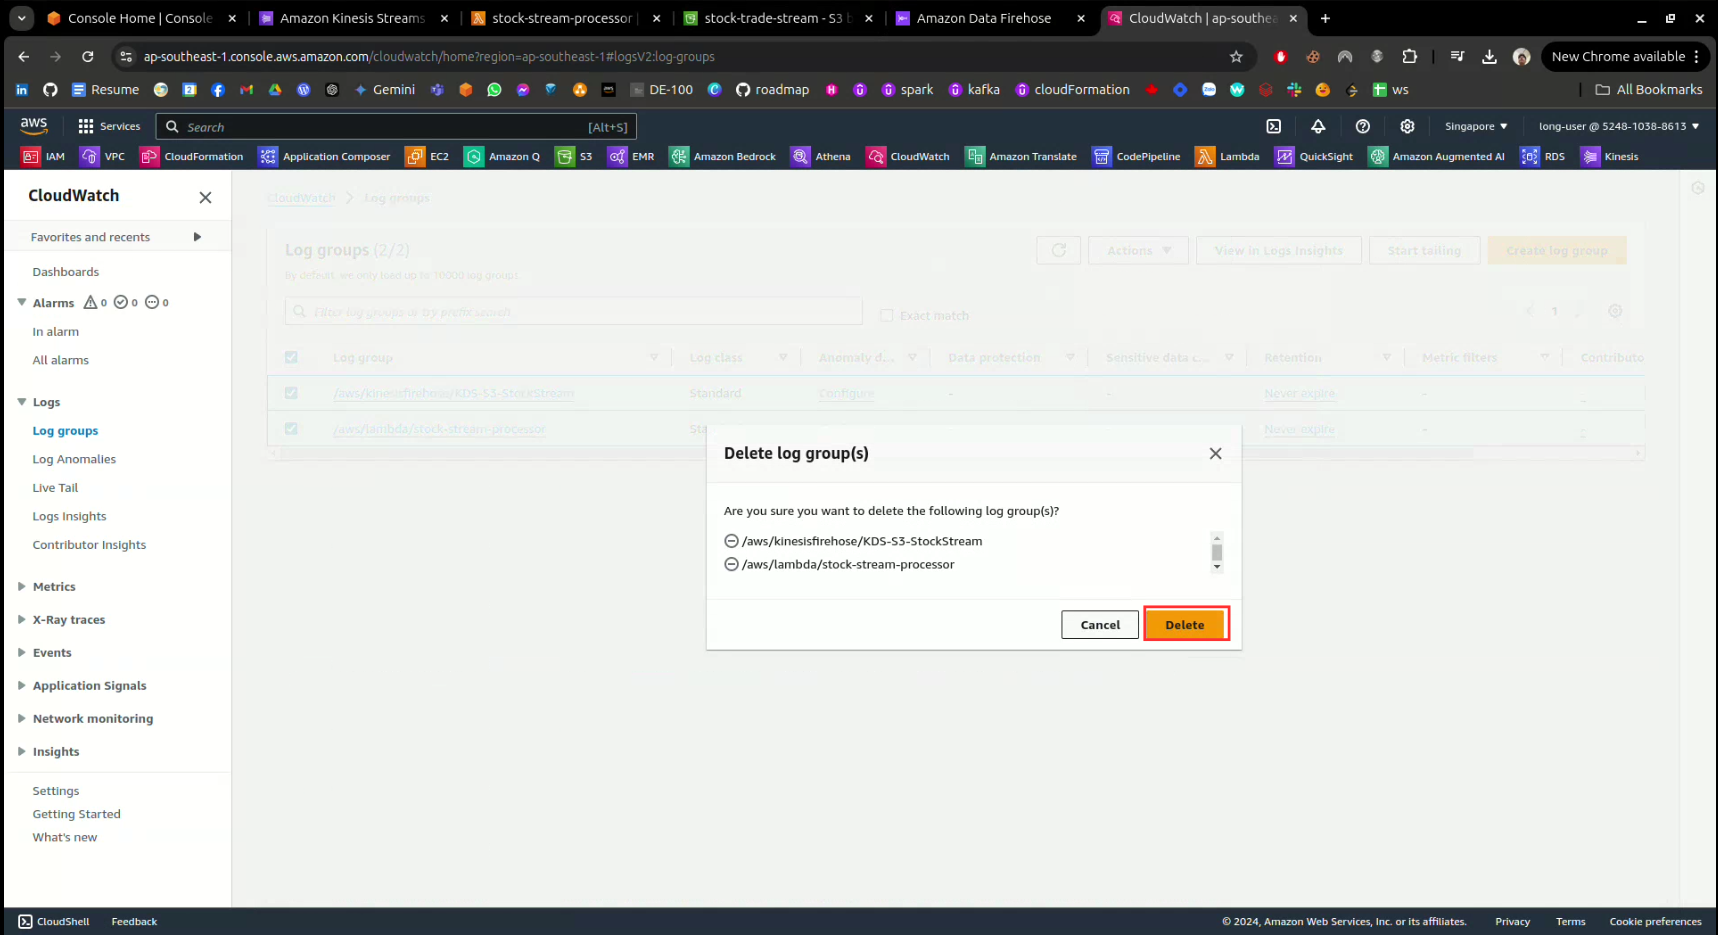 Console Home | Console
Amazon Kinesis Streams
stock-stream-processor
stock-trade-stream - S3 b
Amazon Data Firehose
CloudWatch | ap-southea
ap-southeast-1.console.aws.amazon.com/cloudwatch/home?region=ap-southeast-1#logsV2:log-groups
New Chrome available
Resume
Gemini
DE-100
roadmap
spark
kafka
cloudFormation
ws
All Bookmarks
aws
Services
Search
[Alt+S]
Singapore
long-user @ 5248-1038-8613
IAM
VPC
CloudFormation
Application Composer
EC2
Amazon Q
S3
EMR
Amazon Bedrock
Athena
CloudWatch
Amazon Translate
CodePipeline
Lambda
QuickSight
Amazon Augmented AI
RDS
Kinesis
CloudWatch
Favorites and recents
Dashboards
Alarms 0 0 0
In alarm
All alarms
Logs
Log groups
Log Anomalies
Live Tail
Logs Insights
Contributor Insights
Metrics
X-Ray traces
Events
Application Signals
Network monitoring
Insights
Settings
Getting Started
What's new
CloudWatch > Log groups
Log groups (2/2)
By default, we only load up to 10000 log groups.
Actions
View in Logs Insights
Start tailing
Create log group
Filter log groups or try prefix search
Exact match
1
Log group
Log class
Anomaly d...
Data protection
Sensitive data c...
Retention
Metric filters
Contributo
/aws/kinesisfirehose/KDS-S3-StockStream
Standard
Configure
-
-
Never expire
-
-
/aws/lambda/stock-stream-processor
Sta
Never expire
-
-
Delete log group(s)
Are you sure you want to delete the following log group(s)?
/aws/kinesisfirehose/KDS-S3-StockStream
/aws/lambda/stock-stream-processor
Cancel
Delete
CloudShell
Feedback
© 2024, Amazon Web Services, Inc. or its affiliates.
Privacy
Terms
Cookie preferences